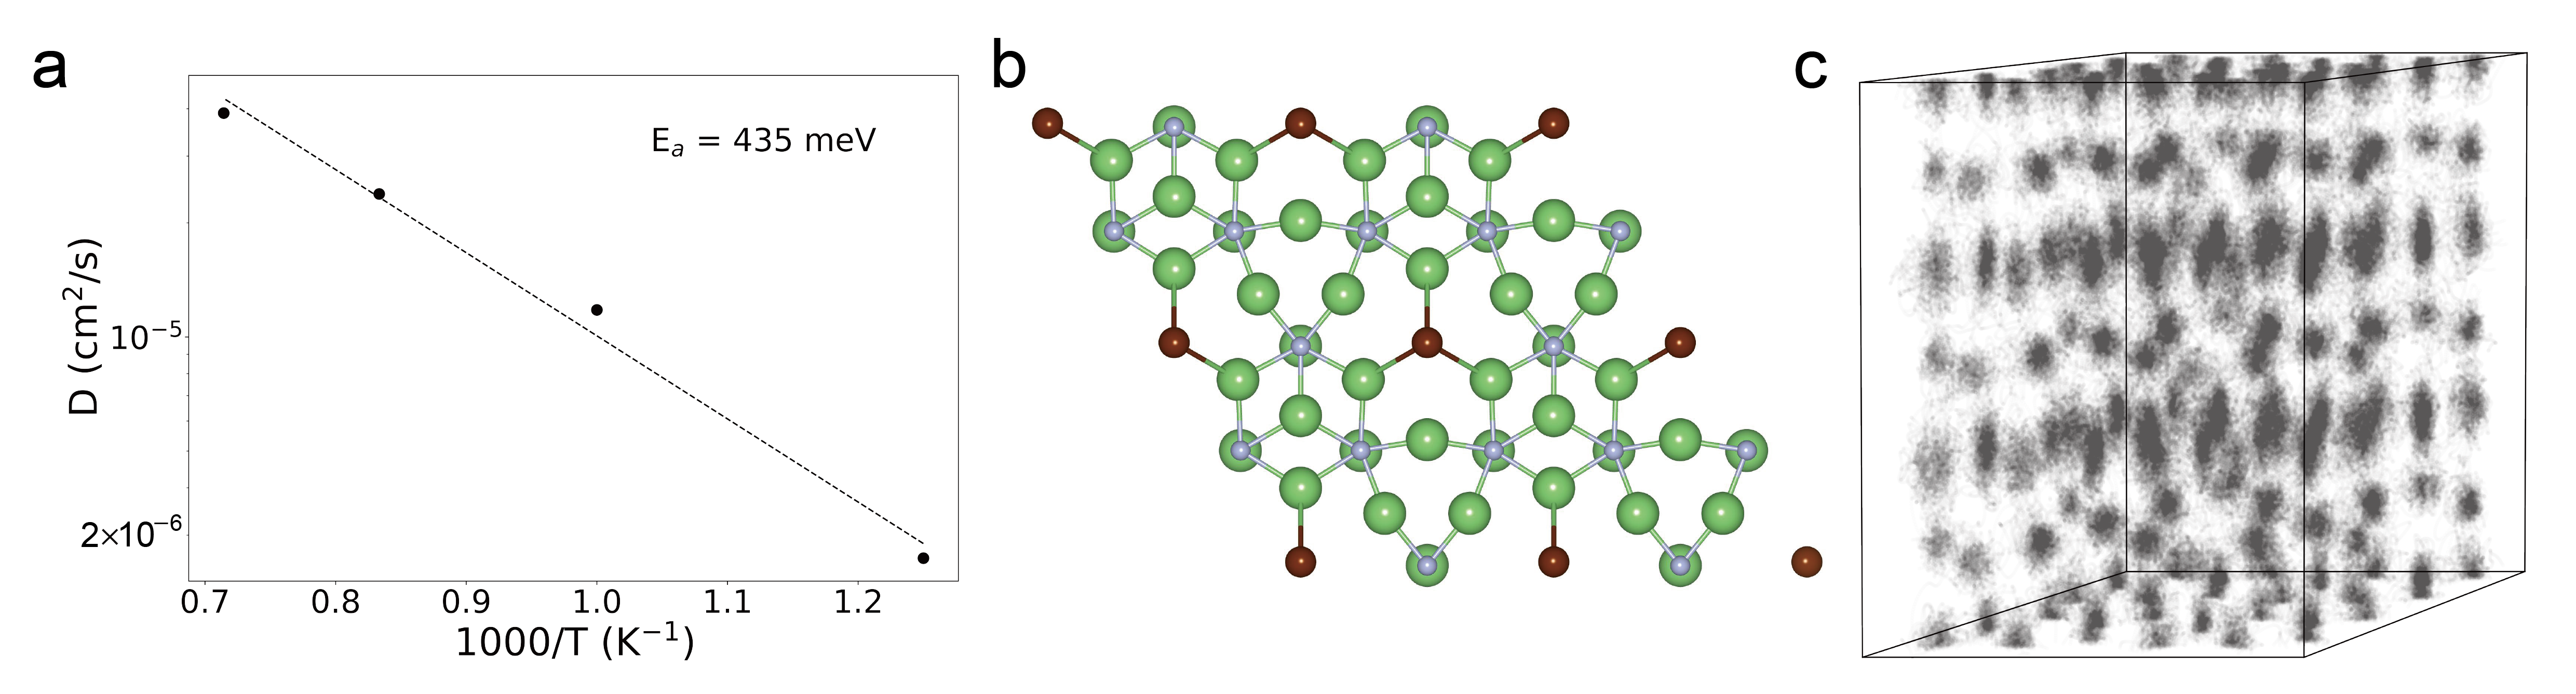 a
D (cm²/s)
10⁻⁵
2×10⁻⁶
Eₐ = 435 meV
0.7 0.8 0.9 1.0 1.1 1.2
1000/T (K⁻¹)
b
c